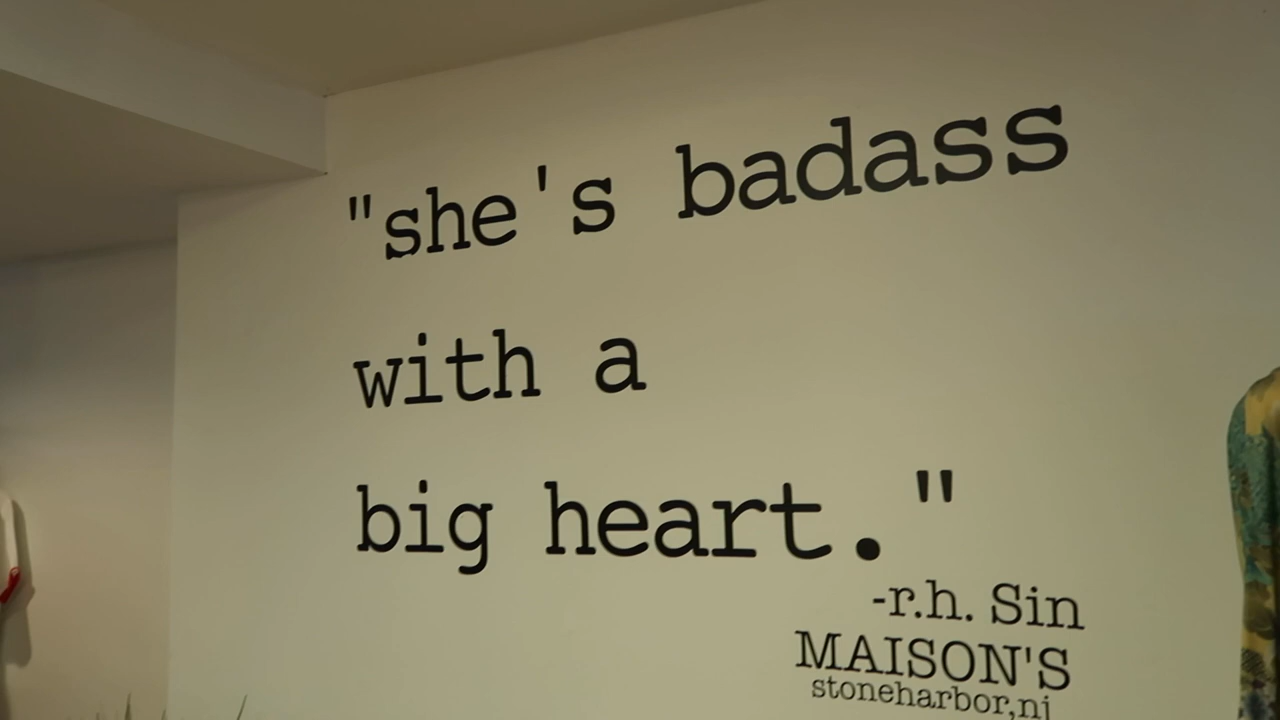 "she's badass
with a
big heart."
-r.h. Sin
MAISON'S
stoneharbor,nj